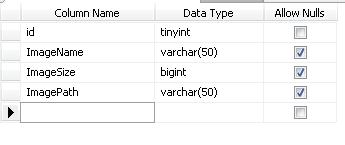 Column Name Data Type Allow Nulls
id tinyint
ImageName varchar(50)
ImageSize bigint
ImagePath varchar(50)